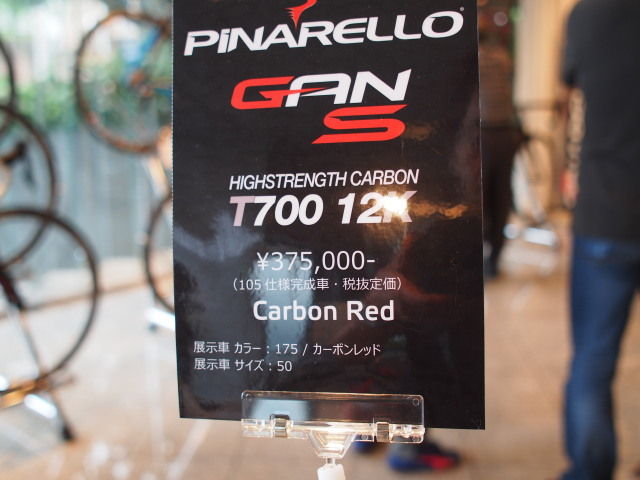 PINARELLO
GAN
S
HIGHSTRENGTH CARBON
T700 12K
¥375,000-
（105 仕様完成車・税抜定価）
Carbon Red
展示車 カラー：175 / カーボンレッド
展示車 サイズ：50